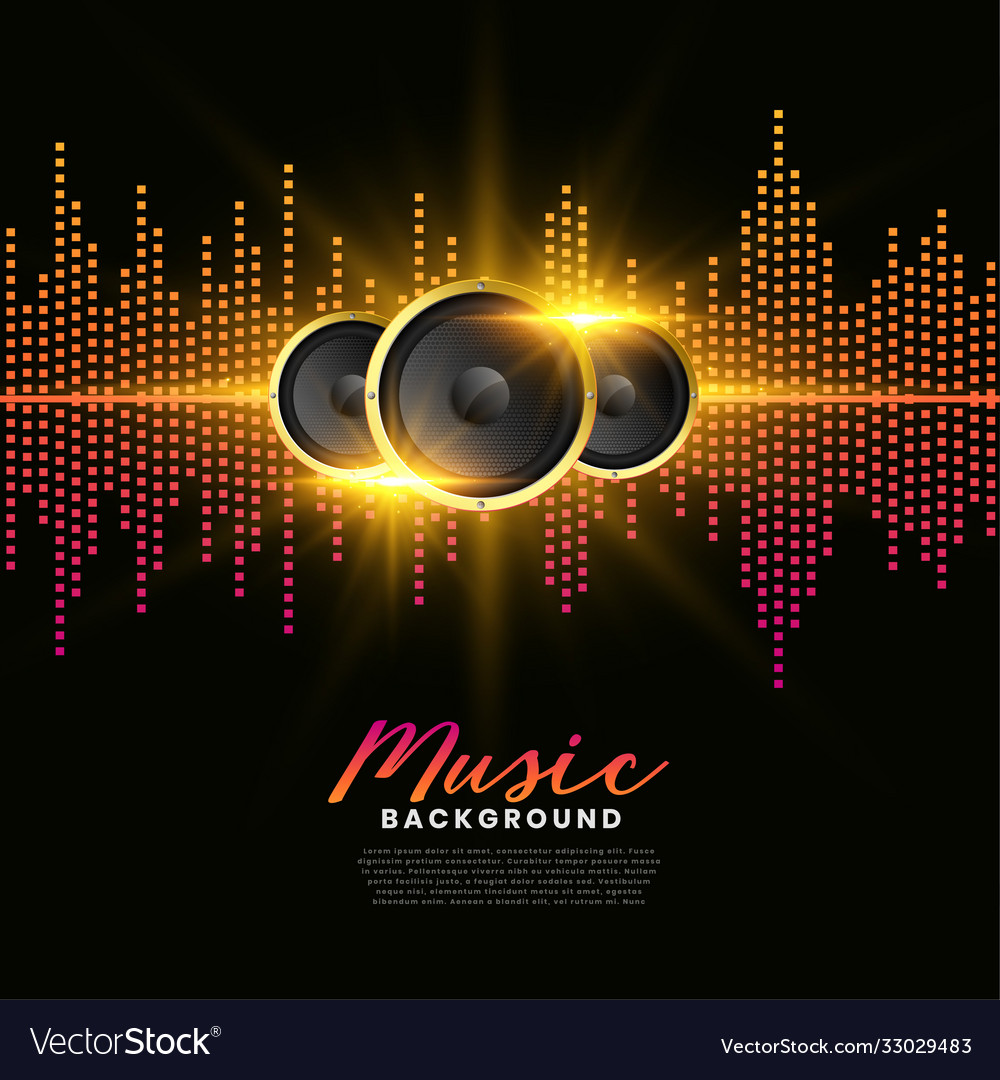 Music
BACKGROUND
Lorem ipsum dolor sit amet, consectetur adipiscing elit. Fusce
dignissim pretium consectetur. Curabitur tempor posuere massa
in varius. Pellentesque viverra nibh eu vehicula mattis. Nullam
porta facilisis justo, a feugiat dolor sodales sed. Vestibulum
neque nisi, elementum tincidunt metus sit amet, varius
bibendum enim. Aenean a blandit elit, vel rutrum mi. Nunc
VectorStock®
VectorStock.com/33029483